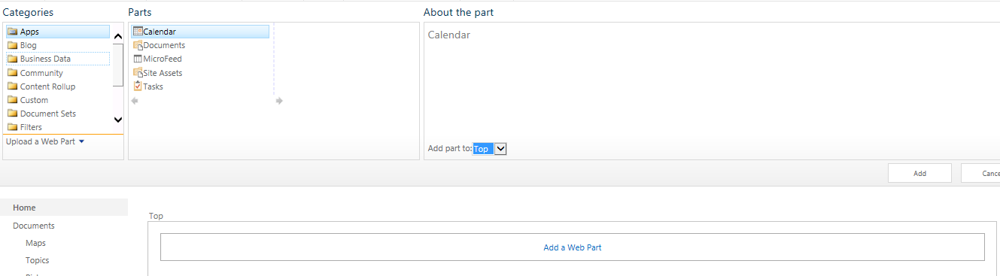 Categories
Parts
About the part
Apps
Blog
Business Data
Community
Content Rollup
Custom
Document Sets
Filters
Upload a Web Part
Calendar
Documents
MicroFeed
Site Assets
Tasks
Calendar
Add part to: Top
Add
Cance
Home
Documents
Maps
Topics
Top
Add a Web Part